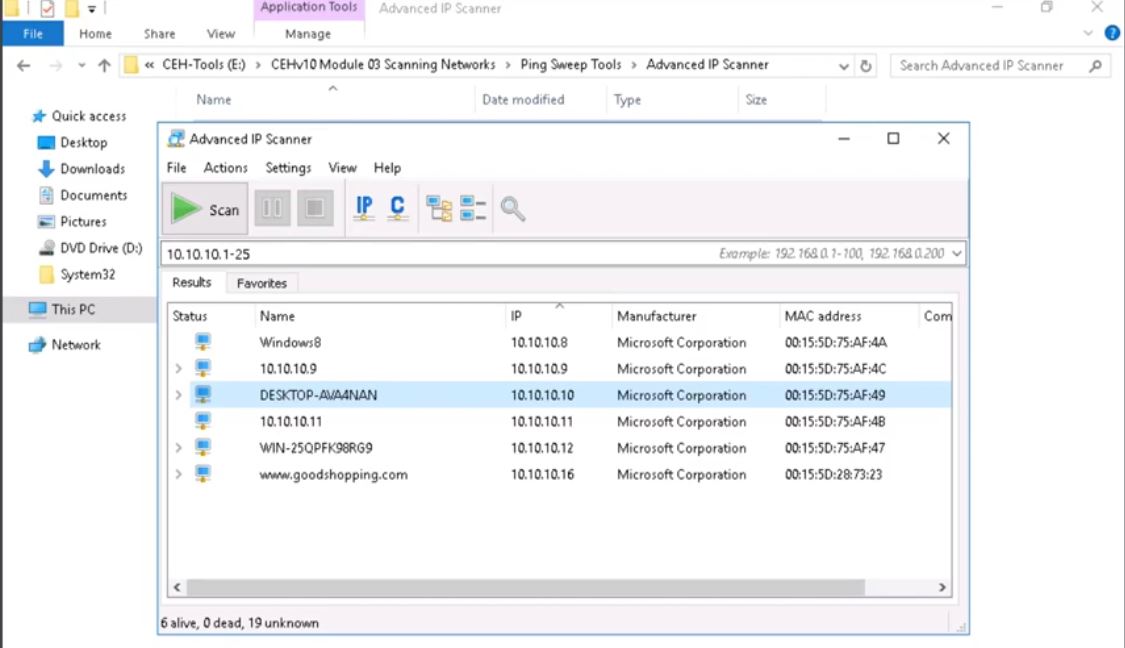 Application Tools Advanced IP Scanner
File Home Share View Manage
« CEH-Tools (E:) › CEHv10 Module 03 Scanning Networks › Ping Sweep Tools › Advanced IP Scanner Search Advanced IP Scanner
Name Date modified Type Size
Quick access
Desktop
Downloads
Documents
Pictures
DVD Drive (D:)
System32
This PC
Network
Advanced IP Scanner
File Actions Settings View Help
Scan IP C
10.10.10.1-25 Example: 192.168.0.1-100, 192.168.0.200
Results Favorites
Status Name IP Manufacturer MAC address Com
Windows8 10.10.10.8 Microsoft Corporation 00:15:5D:75:AF:4A
10.10.10.9 10.10.10.9 Microsoft Corporation 00:15:5D:75:AF:4C
DESKTOP-AVA4NAN 10.10.10.10 Microsoft Corporation 00:15:5D:75:AF:49
10.10.10.11 10.10.10.11 Microsoft Corporation 00:15:5D:75:AF:4B
WIN-25QPFK98RG9 10.10.10.12 Microsoft Corporation 00:15:5D:75:AF:47
www.goodshopping.com 10.10.10.16 Microsoft Corporation 00:15:5D:28:73:23
6 alive, 0 dead, 19 unknown